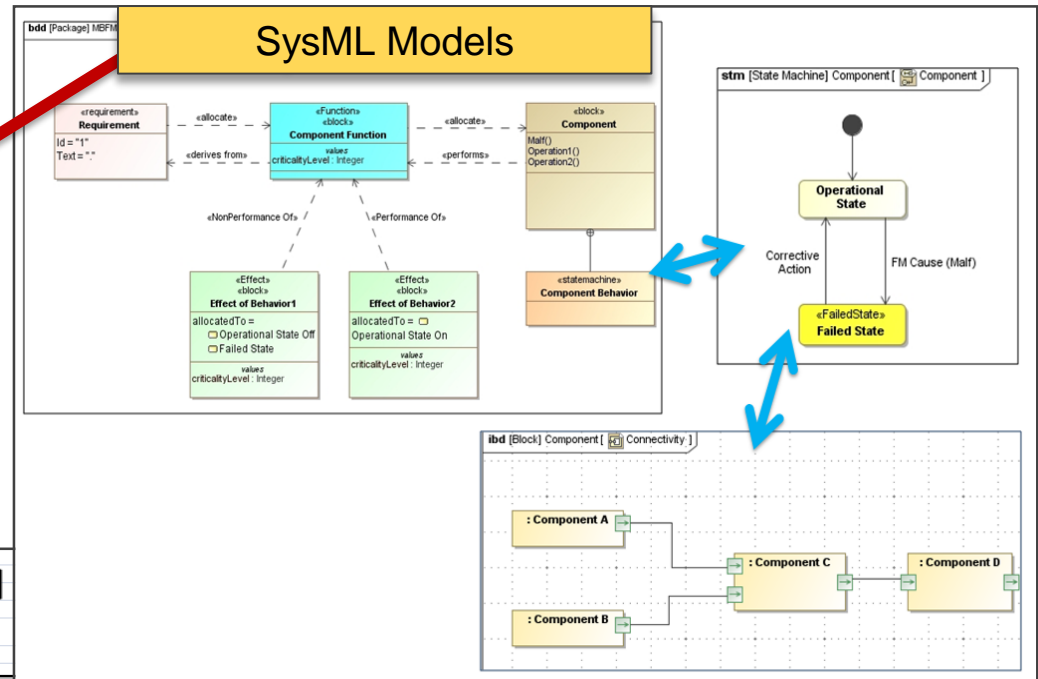 SysML Models
bdd [Package] MBFM
«requirement»
Requirement
Id = "1"
Text = "."
«allocate»
«derives from»
«Function»
«block»
Component Function
values
criticalityLevel : Integer
«allocate»
«performs»
«block»
Component
Malf()
Operation1()
Operation2()
«NonPerformance Of»
«Performance Of»
«Effect»
«block»
Effect of Behavior1
allocatedTo =
Operational State Off
Failed State
values
criticalityLevel : Integer
«Effect»
«block»
Effect of Behavior2
allocatedTo =
Operational State On
values
criticalityLevel : Integer
«statemachine»
Component Behavior
stm [State Machine] Component [ Component ]
Operational
State
Corrective
Action
FM Cause (Malf)
«FailedState»
Failed State
ibd [Block] Component [ Connectivity ]
: Component A
: Component B
: Component C
: Component D